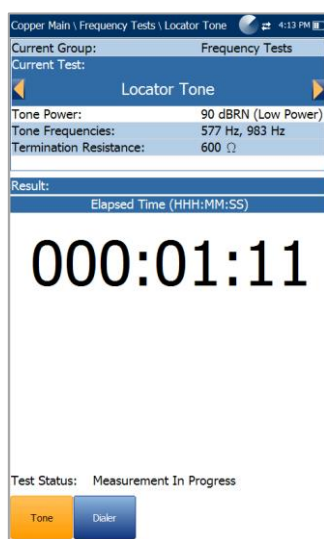 Copper Main \ Frequency Tests \ Locator Tone 4:13 PM
Current Group: Frequency Tests
Current Test:
Locator Tone
Tone Power: 90 dBRN (Low Power)
Tone Frequencies: 577 Hz, 983 Hz
Termination Resistance: 600 Ω
Result:
Elapsed Time (HHH:MM:SS)
000:01:11
Test Status: Measurement In Progress
Tone Dialer